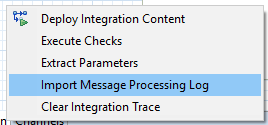 Deploy Integration Content
Execute Checks
Extract Parameters
Import Message Processing Log
Clear Integration Trace
Channels